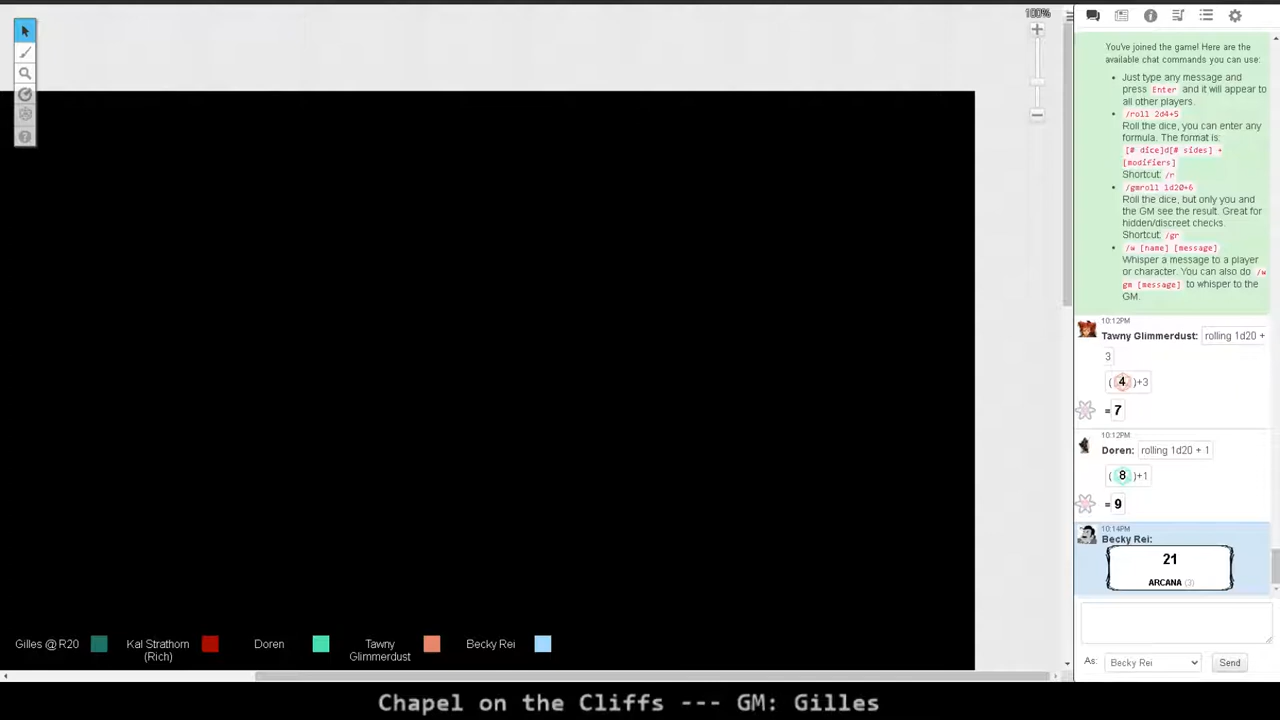 100%
You've joined the game! Here are the
available chat commands you can use:
Just type any message and
press Enter and it will appear to
all other players.
/roll 2d4+5
Roll the dice, you can enter any
formula. The format is:
[# dice]d[# sides] +
[modifiers]
Shortcut: /r
/gmroll 1d20+6
Roll the dice, but only you and
the GM see the result. Great for
hidden/discreet checks.
Shortcut: /gr
/w [name] [message]
Whisper a message to a player
or character. You can also do /w
gm [message] to whisper to the
GM.
10:12PM
Tawny Glimmerdust: rolling 1d20 +
3
(4)+3
= 7
10:12PM
Doren: rolling 1d20 + 1
(8)+1
= 9
10:14PM
Becky Rei:
21
ARCANA (3)
As: Becky Rei Send
Gilles @ R20
Kal Strathorn
(Rich)
Doren
Tawny
Glimmerdust
Becky Rei
Chapel on the Cliffs --- GM: Gilles